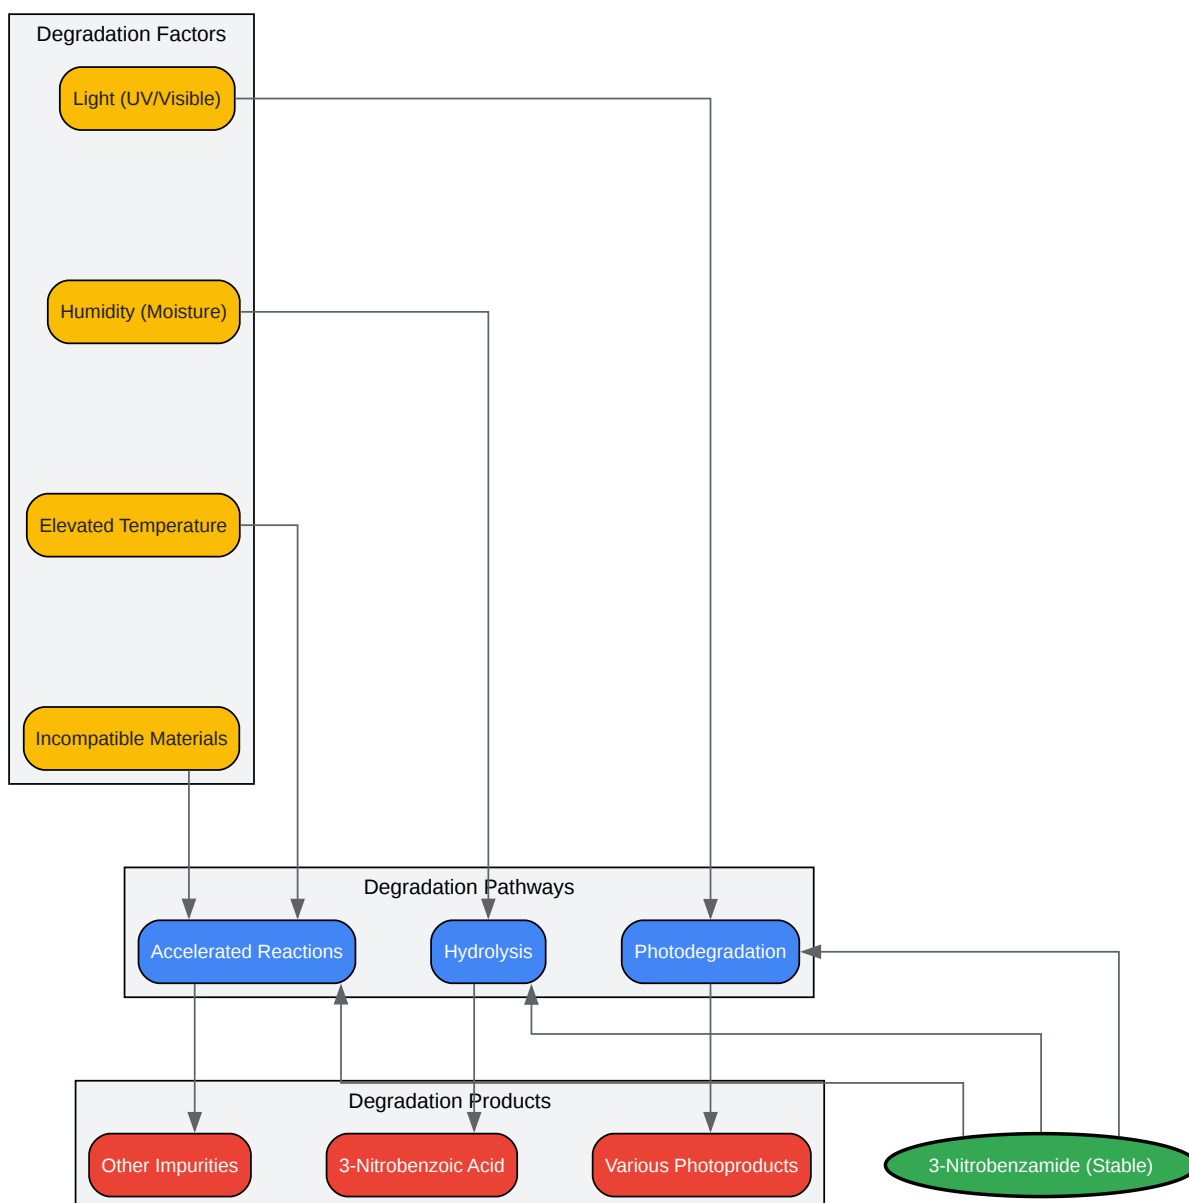 Degradation Factors
Light (UV/Visible)
Humidity (Moisture)
Elevated Temperature
Incompatible Materials
Degradation Pathways
Accelerated Reactions
Hydrolysis
Photodegradation
Degradation Products
Other Impurities
3-Nitrobenzoic Acid
Various Photoproducts
3-Nitrobenzamide (Stable)